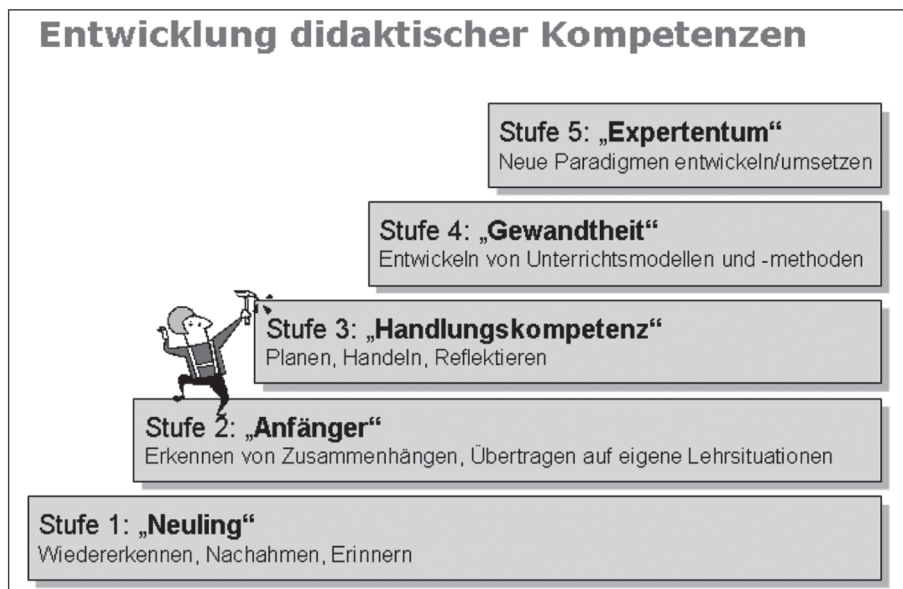 Entwicklung didaktischer Kompetenzen
Stufe 5: „Expertentum“
Neue Paradigmen entwickeln/umsetzen
Stufe 4: „Gewandtheit“
Entwickeln von Unterrichtsmodellen und -methoden
Stufe 3: „Handlungskompetenz“
Planen, Handeln, Reflektieren
Stufe 2: „Anfänger“
Erkennen von Zusammenhängen, Übertragen auf eigene Lehrsituationen
Stufe 1: „Neuling“
Wiedererkennen, Nachahmen, Erinnern